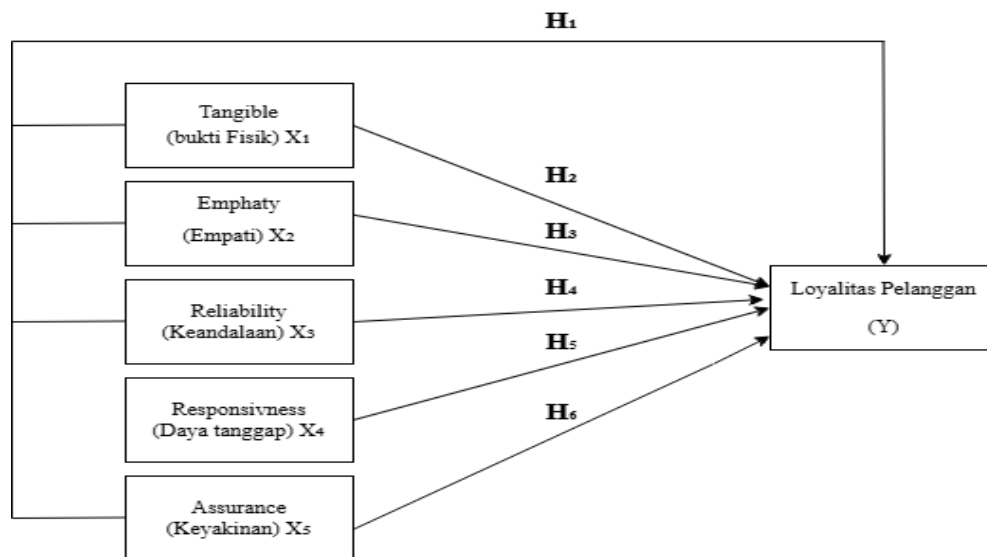 H₁
Tangible
(bukti Fisik) X₁
H₂
Emphaty
(Empati) X₂
H₃
Reliability
(Keandalaan) X₃
H₄
Loyalitas Pelanggan
(Y)
H₅
Responsivness
(Daya tanggap) X₄
H₆
Assurance
(Keyakinan) X₅